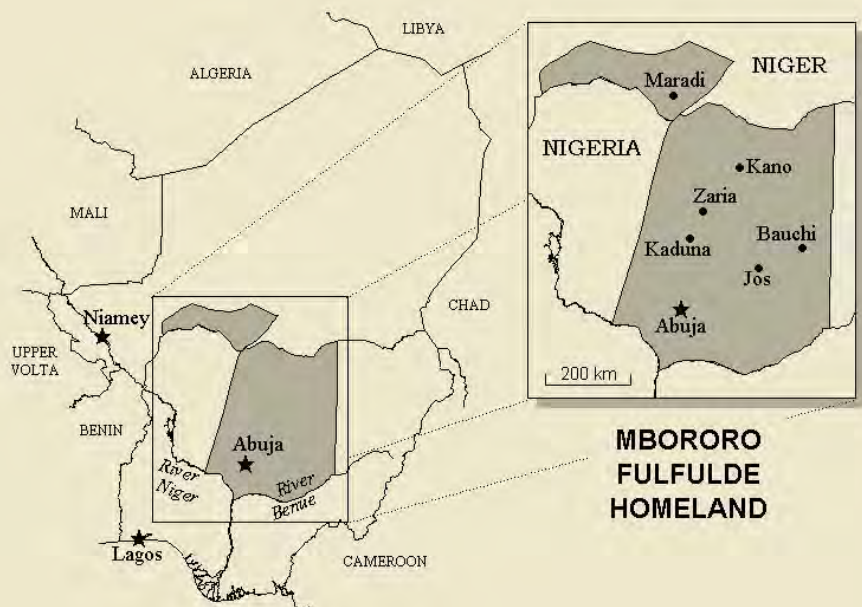 LIBYA
ALGERIA
MALI
Niamey
UPPER
VOLTA
BENIN
CHAD
Abuja
River
Niger
River
Benue
Lagos
CAMEROON
Maradi
NIGER
NIGERIA
Kano
Zaria
Kaduna
Bauchi
Jos
Abuja
200 km
MBORORO
FULFULDE
HOMELAND